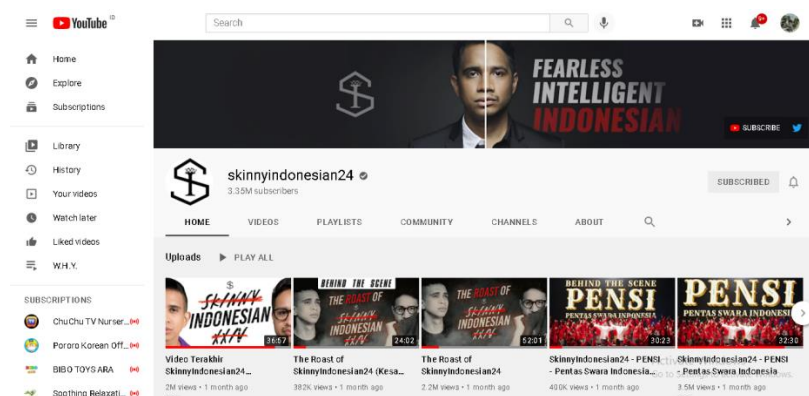 YouTube ID
Search
9+
Home
Explore
Subscriptions
Library
History
Your videos
Watch later
Liked videos
W.H.Y.
SUBSCRIPTIONS
ChuChu TV Nurser...
Pororo Korean Off...
BIBO TOYS ARA
Soothing Relaxati...
FEARLESS
INTELLIGENT
INDONESIAN
SUBSCRIBE
skinnyindonesian24
3.35M subscribers
SUBSCRIBED
HOME VIDEOS PLAYLISTS COMMUNITY CHANNELS ABOUT
Uploads PLAY ALL
SKINNY
INDONESIAN
XXIV
36:57
BEHIND THE SCENE
THE ROAST OF
SKINNY
INDONESIAN
XXIV
24:02
THE ROAST OF
SKINNY
INDONESIAN
XXIV
52:01
BEHIND THE SCENE
PENSI
PENTAS SWARA INDONESIA
30:23
PENSI
PENTAS SWARA INDONESIA
32:30
Video Terakhir
SkinnyIndonesian24...
2M views • 1 month ago
The Roast of
SkinnyIndonesian24 (Kesa...
382K views • 1 month ago
The Roast of
SkinnyIndonesian24
2.2M views • 1 month ago
SkinnyIndonesian24 - PENSI
- Pentas Swara Indonesia...
400K views • 1 month ago
SkinnyIndonesian24 - PENSI
- Pentas Swara Indonesia
3.5M views • 1 month ago